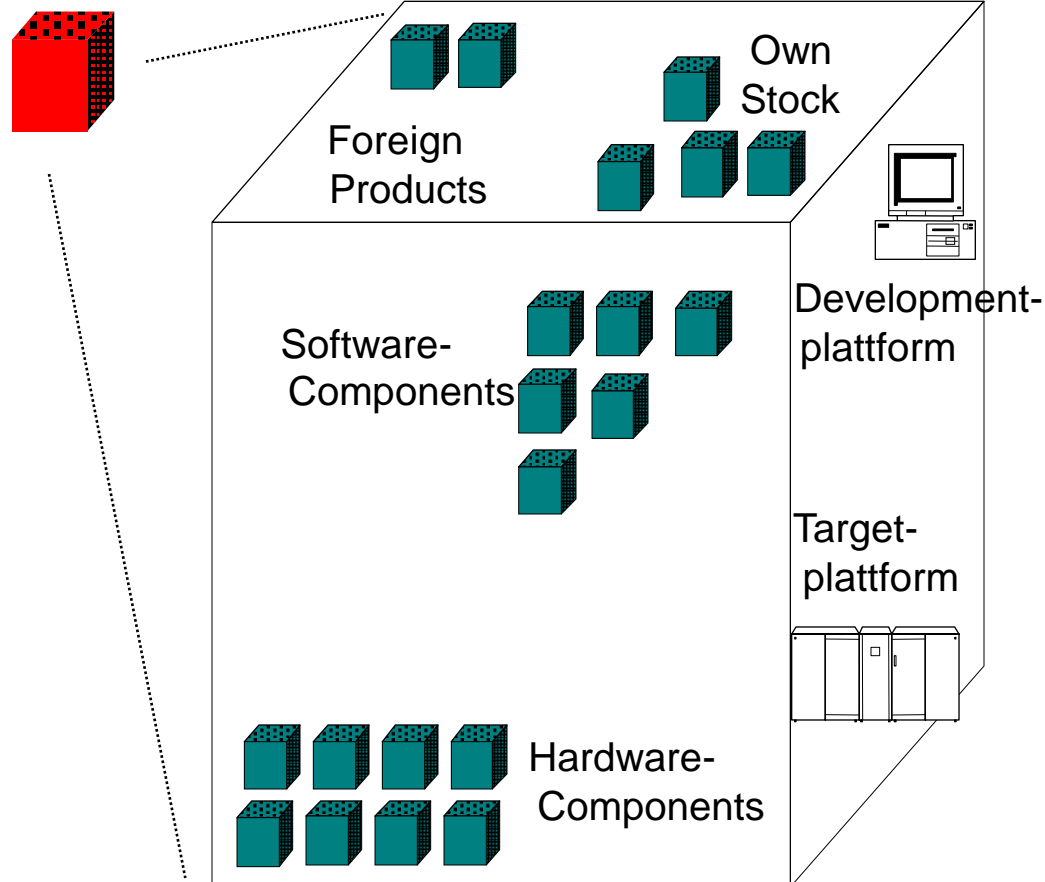 Own
Stock
Foreign
Products
Software-
Components
Development-
plattform
Target-
plattform
Hardware-
Components